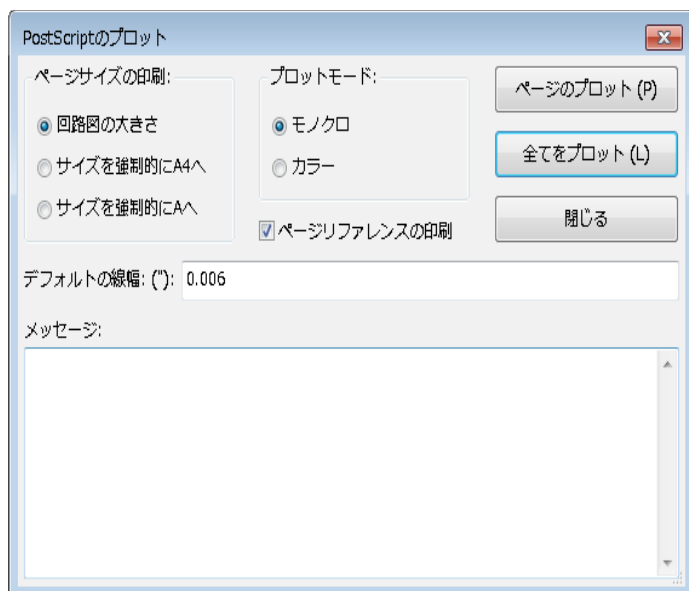 PostScriptのプロット
ページサイズの印刷:
回路図の大きさ
サイズを強制的にA4へ
サイズを強制的にAへ
プロットモード:
モノクロ
カラー
ページリファレンスの印刷
ページのプロット (P)
全てをプロット (L)
閉じる
デフォルトの線幅: ("): 0.006
メッセージ: